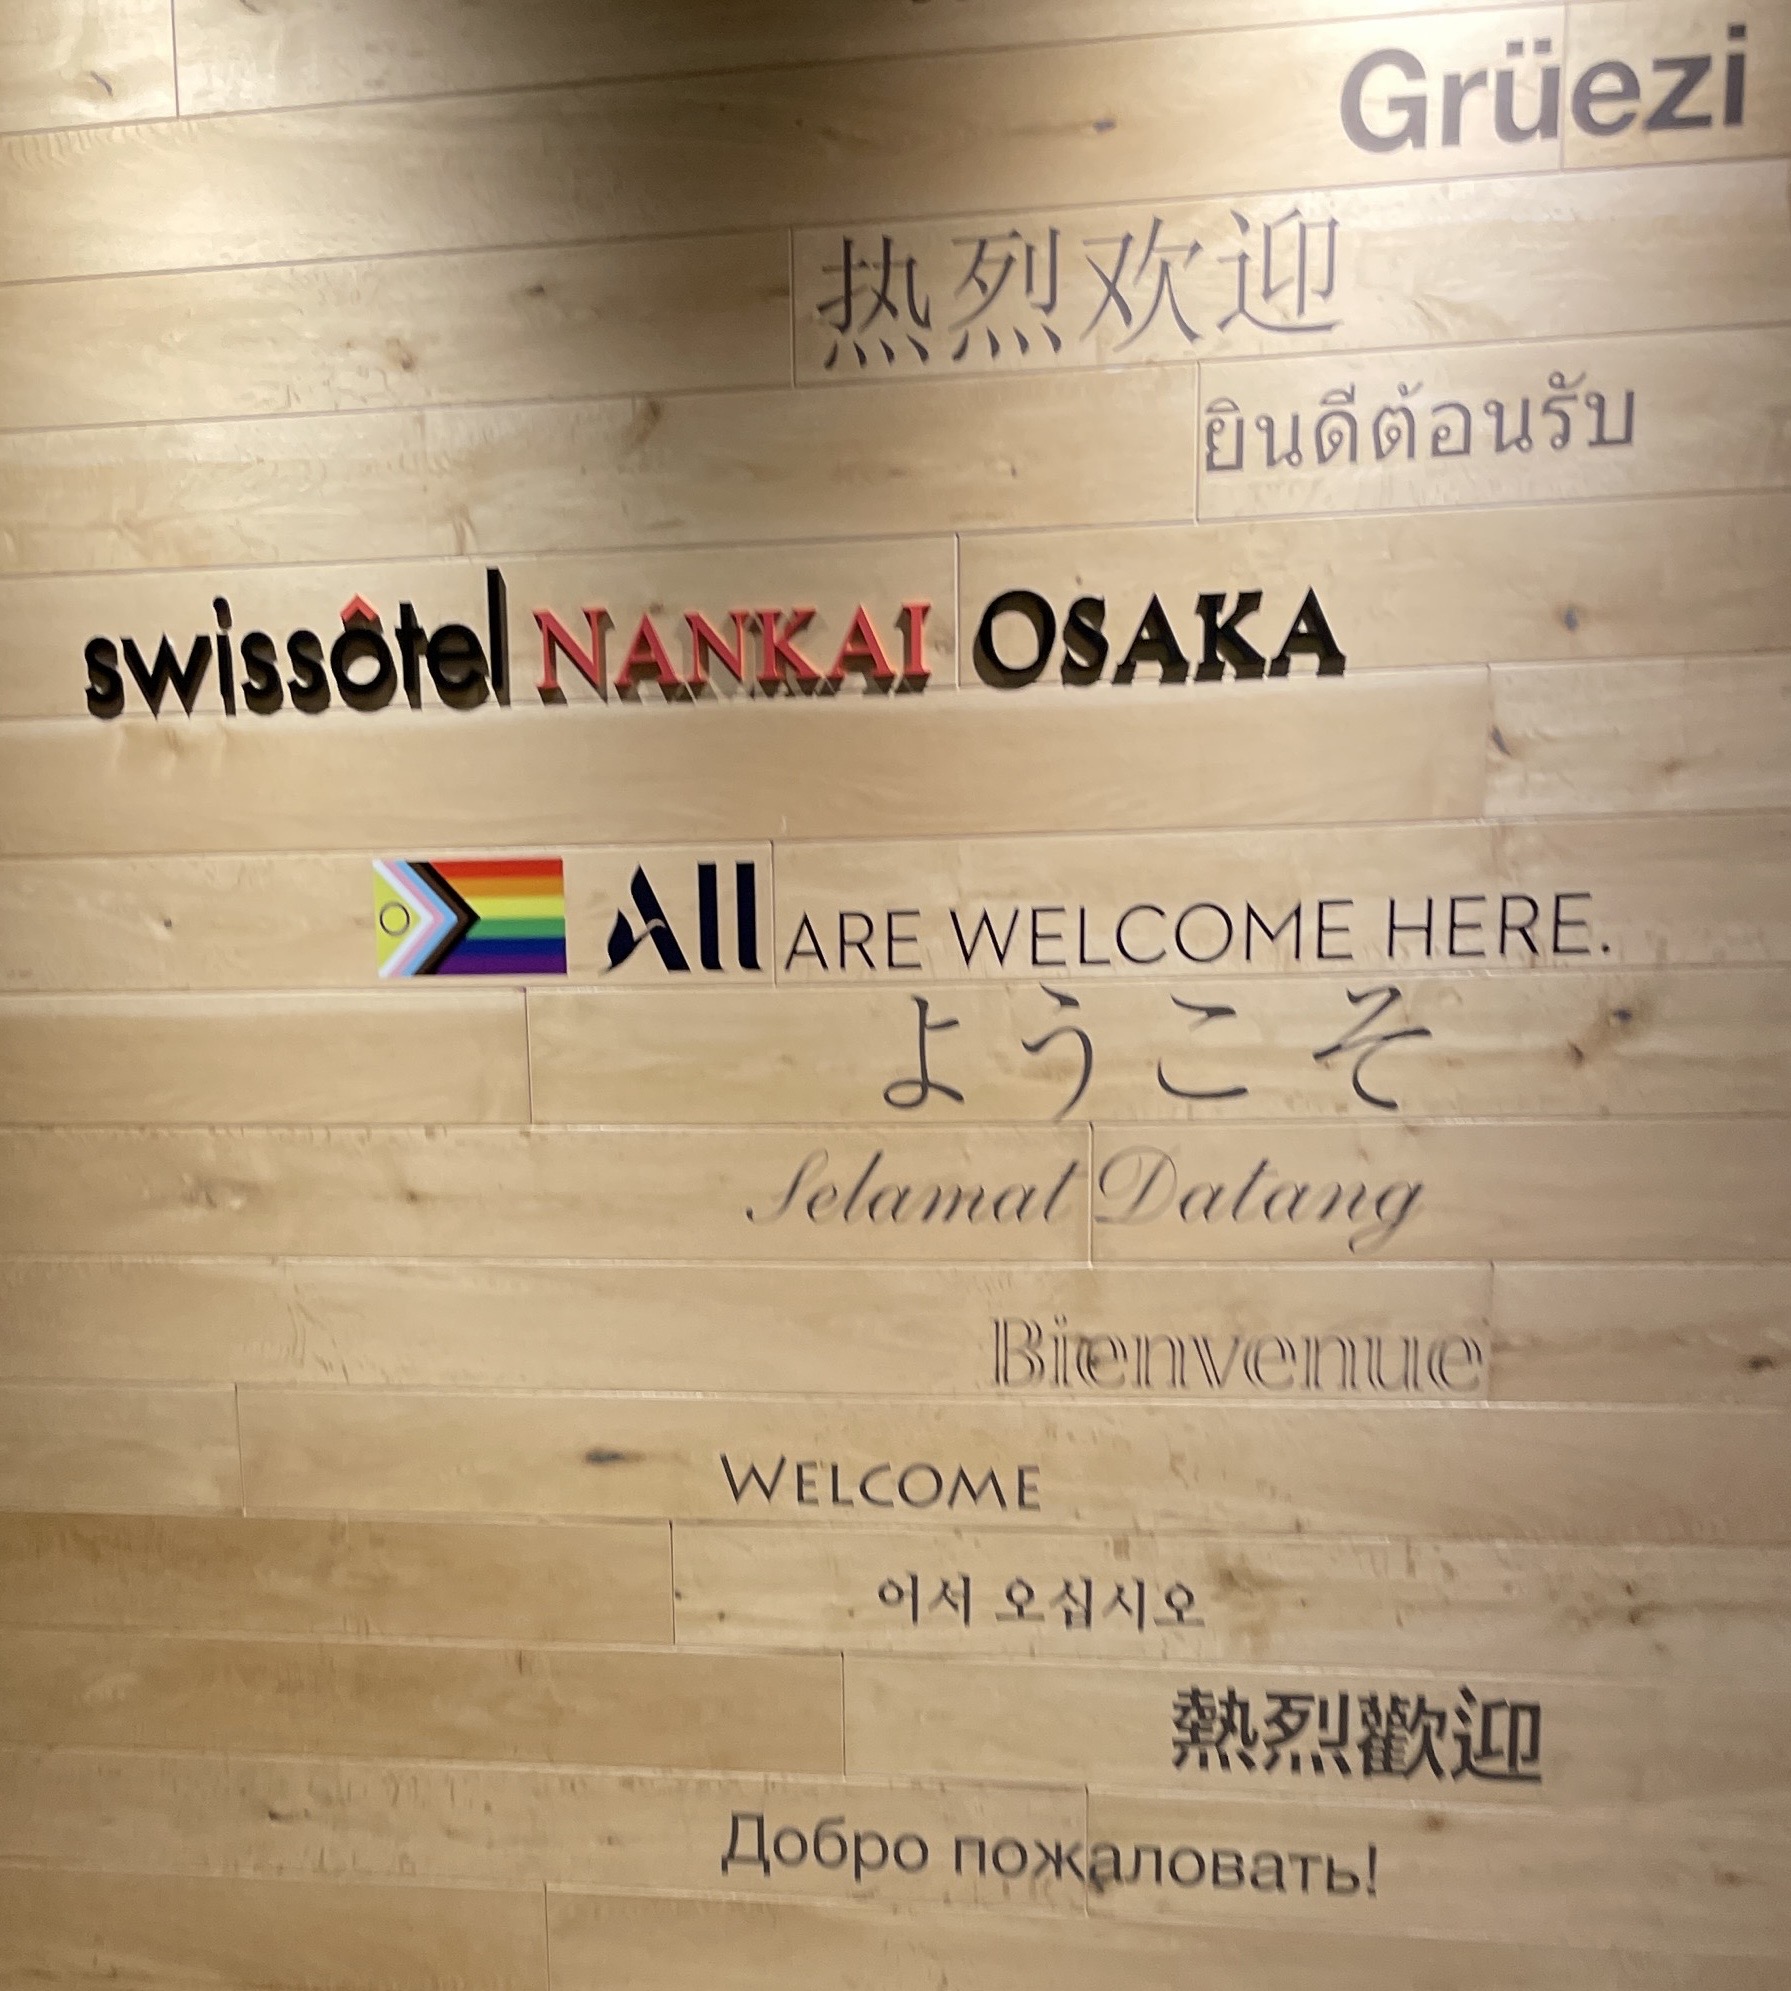 Grüezi
热烈欢迎
ยินดีต้อนรับ
swissôtel NANKAI OSAKA
All ARE WELCOME HERE.
ようこそ
Selamat Datang
Bienvenue
WELCOME
어서 오십시오
熱烈歡迎
Добро пожаловать!